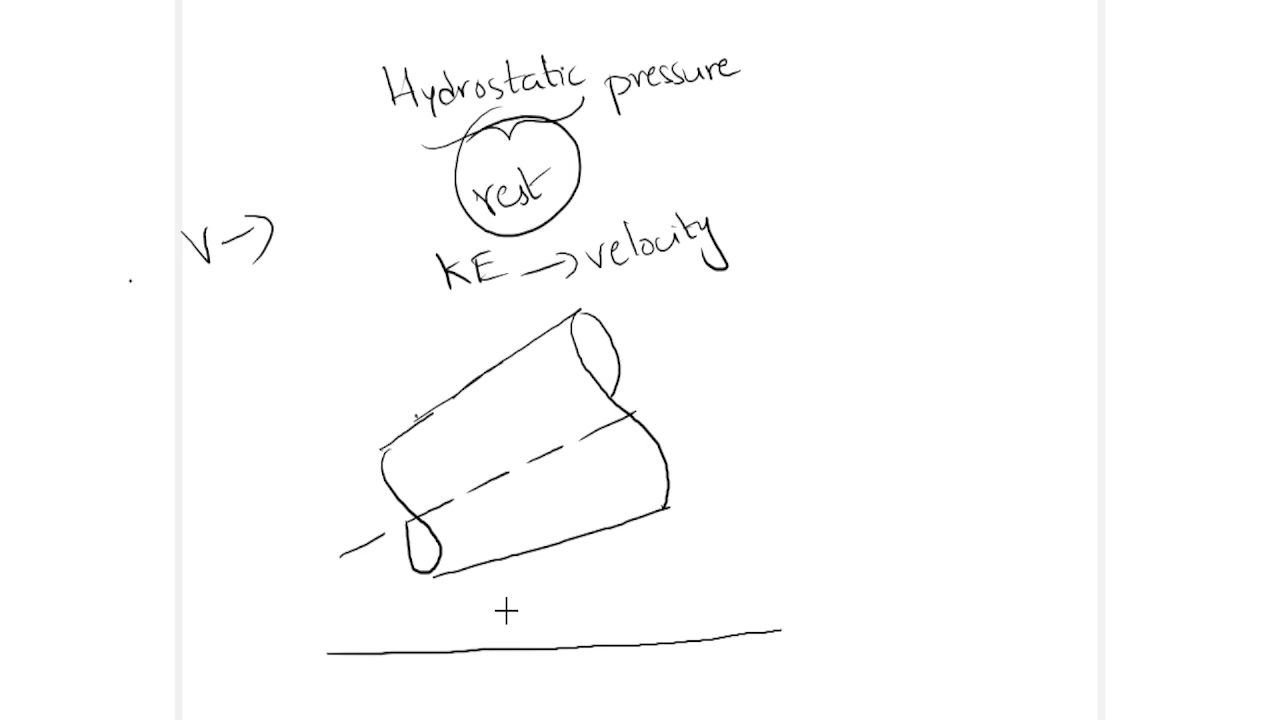 Hydrostatic pressure
rest
V →
KE → velocity